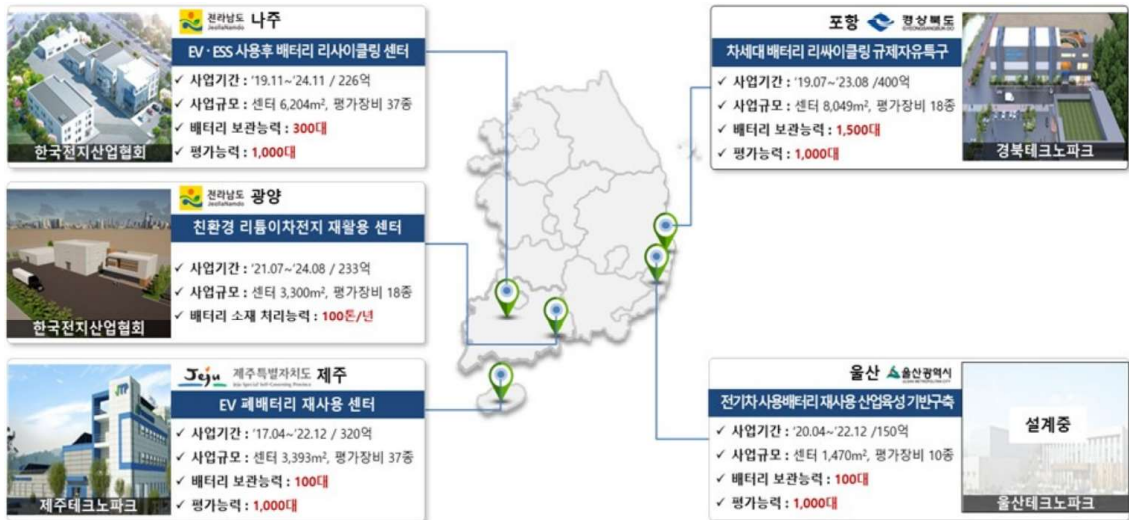 전라남도 JeollaNamdo 나주
EV · ESS 사용후 배터리 리사이클링 센터
✓ 사업기간 : '19.11~'24.11 / 226억
✓ 사업규모 : 센터 6,204m², 평가장비 37종
✓ 배터리 보관능력 : 300대
✓ 평가능력 : 1,000대
한국전지산업협회
전라남도 JeollaNamdo 광양
친환경 리튬이차전지 재활용 센터
✓ 사업기간 : '21.07~'24.08 / 233억
✓ 사업규모 : 센터 3,300m², 평가장비 18종
✓ 배터리 소재 처리능력 : 100톤/년
한국전지산업협회
Jeju 제주특별자치도 제주
Jeju Special Self-Governing Province
EV 폐배터리 재사용 센터
✓ 사업기간 : '17.04~'22.12 / 320억
✓ 사업규모 : 센터 3,393m², 평가장비 37종
✓ 배터리 보관능력 : 100대
✓ 평가능력 : 1,000대
JTP
제주테크노파크
포항 경상북도
GYEONGSANGBUK-DO
차세대 배터리 리싸이클링 규제자유특구
✓ 사업기간 : '19.07~'23.08 /400억
✓ 사업규모 : 센터 8,049m², 평가장비 18종
✓ 배터리 보관능력 : 1,500대
✓ 평가능력 : 1,000대
경북테크노파크
울산 울산광역시
ULSAN METROPOLITAN CITY
전기차 사용배터리 재사용 산업육성 기반구축
✓ 사업기간 : '20.04~'22.12 /150억
✓ 사업규모 : 센터 1,470m², 평가장비 10종
✓ 배터리 보관능력 : 100대
✓ 평가능력 : 1,000대
설계중
울산테크노파크